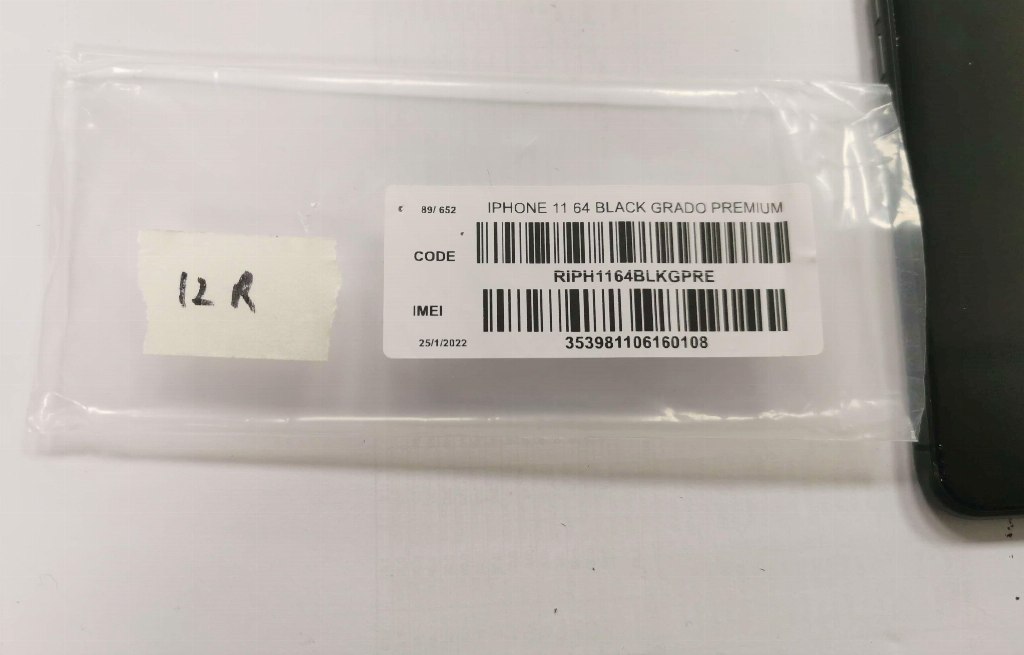 12 R
89/ 652
IPHONE 11 64 BLACK GRADO PREMIUM
CODE
RiPH1164BLKGPRE
IMEI
25/1/2022
353981106160108